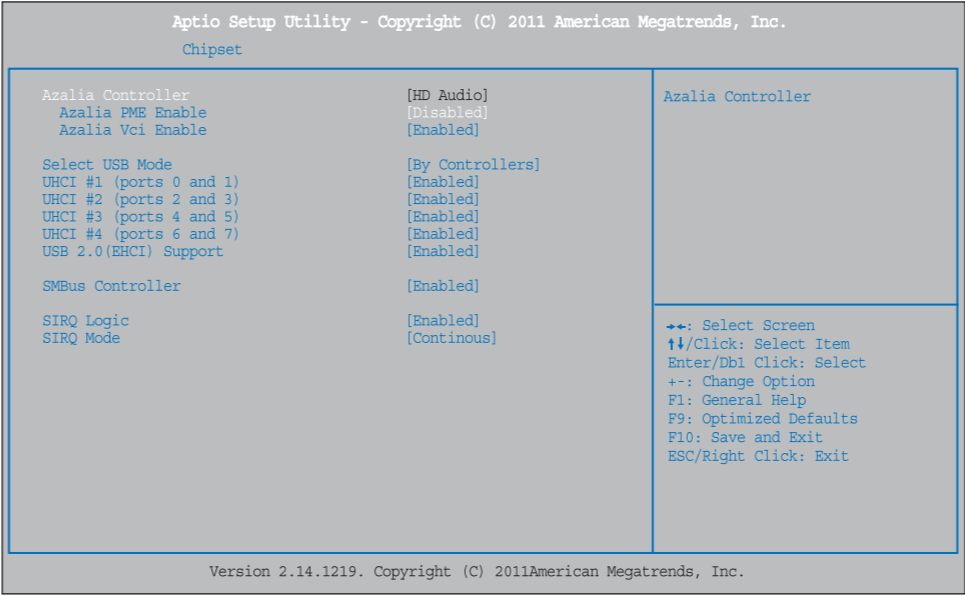 Aptio Setup Utility - Copyright (C) 2011 American Megatrends, Inc.
Chipset
Azalia Controller [HD Audio]
Azalia PME Enable [Disabled]
Azalia Vci Enable [Enabled]
Select USB Mode [By Controllers]
UHCI #1 (ports 0 and 1) [Enabled]
UHCI #2 (ports 2 and 3) [Enabled]
UHCI #3 (ports 4 and 5) [Enabled]
UHCI #4 (ports 6 and 7) [Enabled]
USB 2.0(EHCI) Support [Enabled]
SMBus Controller [Enabled]
SIRQ Logic [Enabled]
SIRQ Mode [Continous]
Azalia Controller
→←: Select Screen
↑↓/Click: Select Item
Enter/Db1 Click: Select
+-: Change Option
F1: General Help
F9: Optimized Defaults
F10: Save and Exit
ESC/Right Click: Exit
Version 2.14.1219. Copyright (C) 2011American Megatrends, Inc.